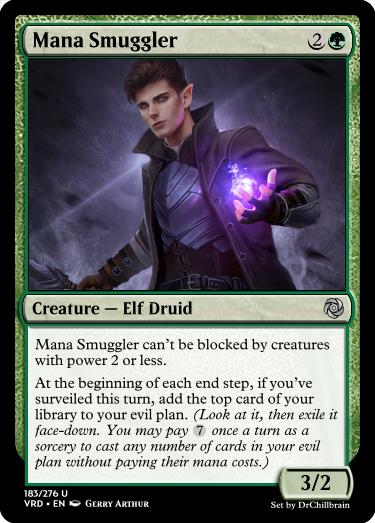 Mana Smuggler 2
Creature — Elf Druid
Mana Smuggler can't be blocked by creatures
with power 2 or less.
At the beginning of each end step, if you've
surveiled this turn, add the top card of your
library to your evil plan. (Look at it, then exile it
face-down. You may pay 7 once a turn as a
sorcery to cast any number of cards in your evil
plan without paying their mana costs.)
3/2
183/276 U
VRD • EN GERRY ARTHUR
Set by DrChillbrain